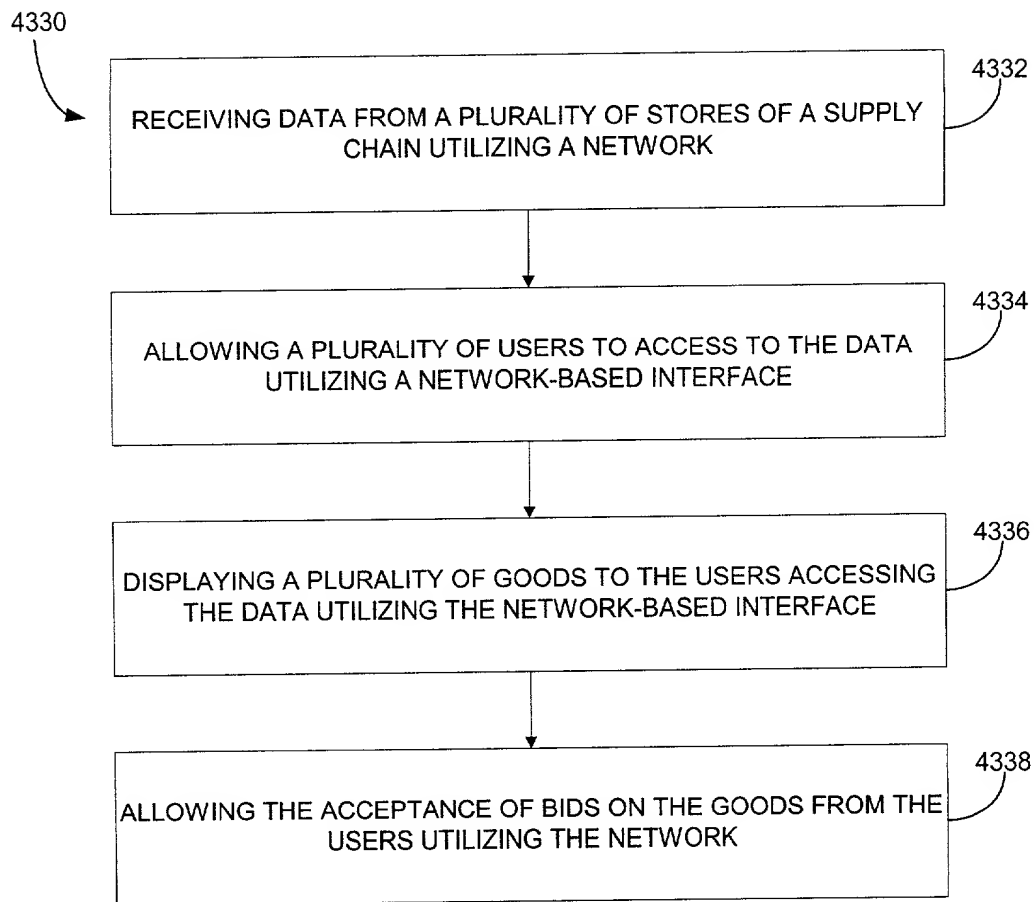 4330
4332
RECEIVING DATA FROM A PLURALITY OF STORES OF A SUPPLY
CHAIN UTILIZING A NETWORK
4334
ALLOWING A PLURALITY OF USERS TO ACCESS TO THE DATA
UTILIZING A NETWORK-BASED INTERFACE
4336
DISPLAYING A PLURALITY OF GOODS TO THE USERS ACCESSING
THE DATA UTILIZING THE NETWORK-BASED INTERFACE
4338
ALLOWING THE ACCEPTANCE OF BIDS ON THE GOODS FROM THE
USERS UTILIZING THE NETWORK